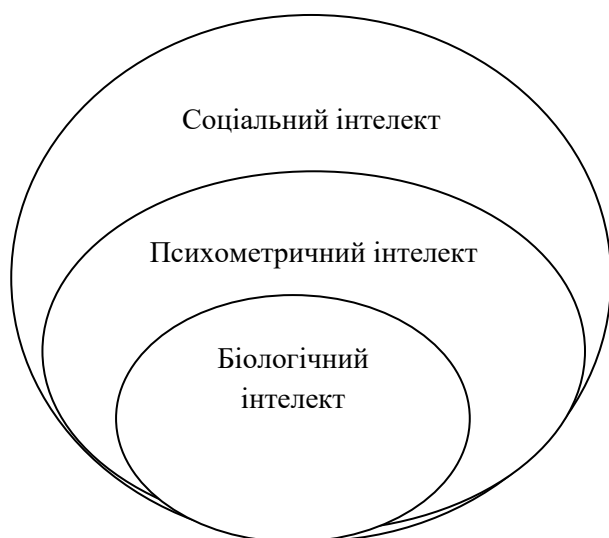 Соціальний інтелект
Психометричний інтелект
Біологічний
інтелект